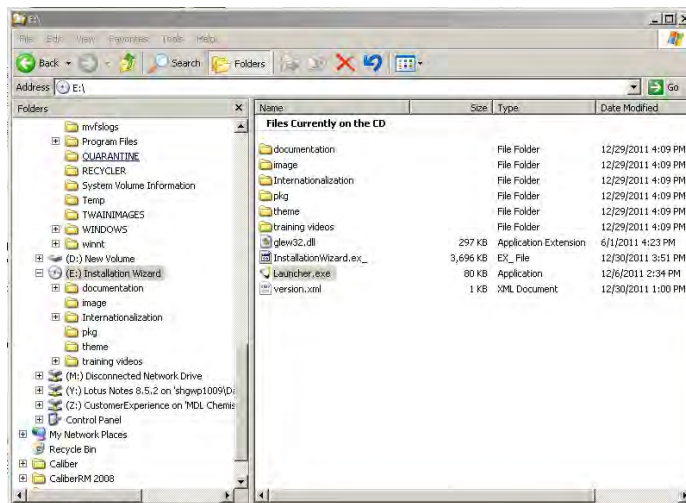 E:\
File Edit View Favorites Tools Help
Back Search Folders
Address E:\ Go
Folders
mvfslogs
Program Files
QUARANTINE
RECYCLER
System Volume Information
Temp
TWAINIMAGES
WINDOWS
winnt
(D:) New Volume
(E:) Installation Wizard
documentation
image
Internationalization
pkg
theme
training videos
(M:) Disconnected Network Drive
(Y:) Lotus Notes 8.5.2 on 'shgwp1009\Da
(Z:) CustomerExperience on 'MDL Chemis
Control Panel
My Network Places
Recycle Bin
Caliber
CaliberRM 2008
Name Size Type Date Modified
Files Currently on the CD
documentation File Folder 12/29/2011 4:09 PM
image File Folder 12/29/2011 4:09 PM
Internationalization File Folder 12/29/2011 4:09 PM
pkg File Folder 12/29/2011 4:09 PM
theme File Folder 12/29/2011 4:09 PM
training videos File Folder 12/29/2011 4:09 PM
glew32.dll 297 KB Application Extension 6/1/2011 4:23 PM
InstallationWizard.ex_ 3,696 KB EX_ File 12/30/2011 3:51 PM
Launcher.exe 80 KB Application 12/6/2011 2:34 PM
version.xml 1 KB XML Document 12/30/2011 1:00 PM